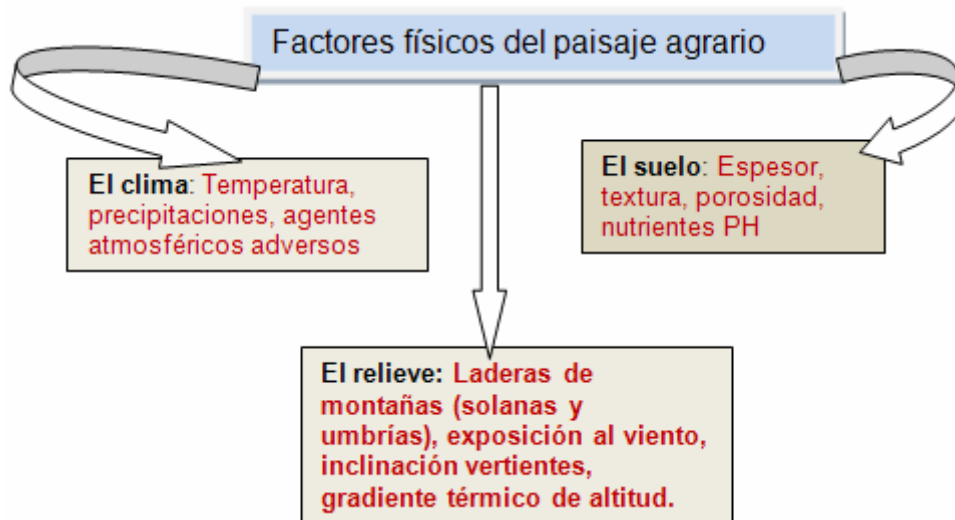 Factores físicos del paisaje agrario
El clima: Temperatura,
precipitaciones, agentes
atmosféricos adversos
El suelo: Espesor,
textura, porosidad,
nutrientes PH
El relieve: Laderas de
montañas (solanas y
umbrías), exposición al viento,
inclinación vertientes,
gradiente térmico de altitud.